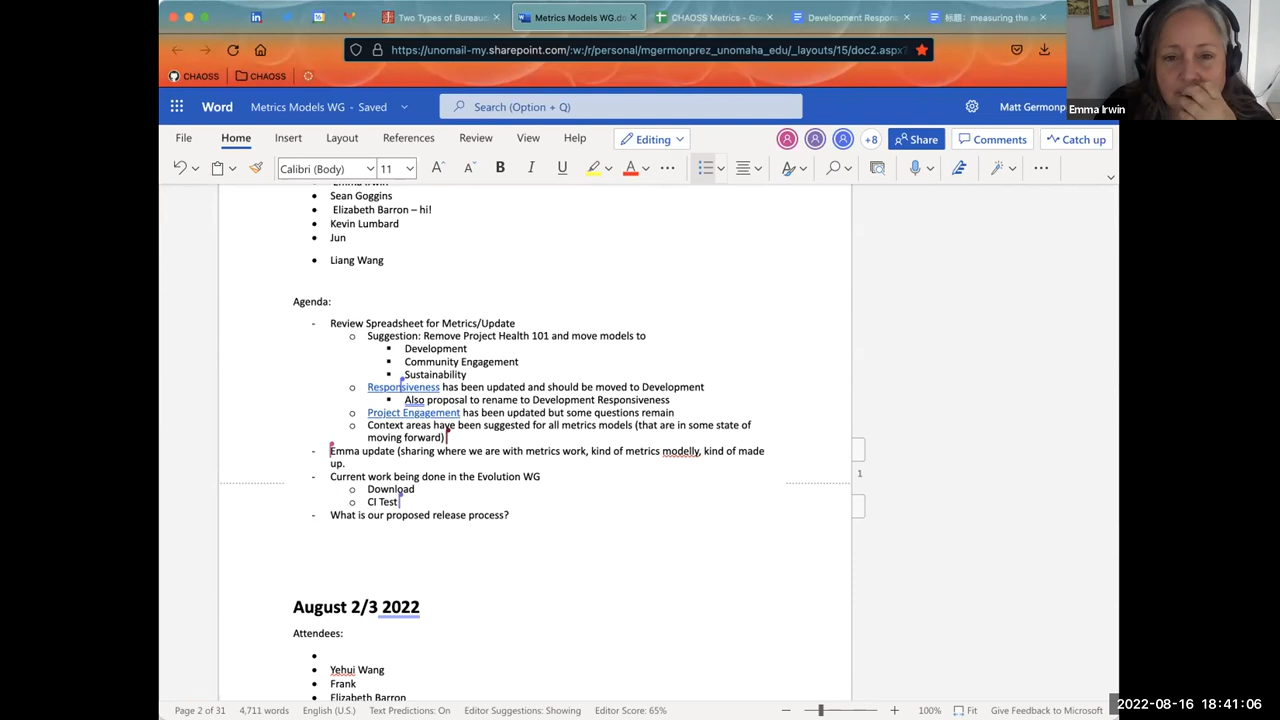 Two Types of Bureauc
Metrics Models WG.do
CHAOSS Metrics - Goo
Development Respon
标题：measuring the a
https://unomail-my.sharepoint.com/:w:/r/personal/mgermonprez_unomaha_edu/_layouts/15/doc2.aspx?
CHAOSS
CHAOSS
Emma Irwin
Word
Metrics Models WG - Saved
Search (Option + Q)
Matt Germonp
File
Home
Insert
Layout
References
Review
View
Help
Editing
+8
Share
Comments
Catch up
Calibri (Body)
11
Emma Irwin
Sean Goggins
Elizabeth Barron – hi!
Kevin Lumbard
Jun
Liang Wang
Agenda:
- Review Spreadsheet for Metrics/Update
o Suggestion: Remove Project Health 101 and move models to
Development
Community Engagement
Sustainability
o Responsiveness has been updated and should be moved to Development
Also proposal to rename to Development Responsiveness
o Project Engagement has been updated but some questions remain
o Context areas have been suggested for all metrics models (that are in some state of
moving forward)
- Emma update (sharing where we are with metrics work, kind of metrics modelly, kind of made
up.
- Current work being done in the Evolution WG
o Download
o CI Test
- What is our proposed release process?
1
August 2/3 2022
Attendees:
Yehui Wang
Frank
Elizabeth Barron
Page 2 of 31
4,711 words
English (U.S.)
Text Predictions: On
Editor Suggestions: Showing
Editor Score: 65%
100%
Fit
Give Feedback to Microsoft
2022-08-16 18:41:06